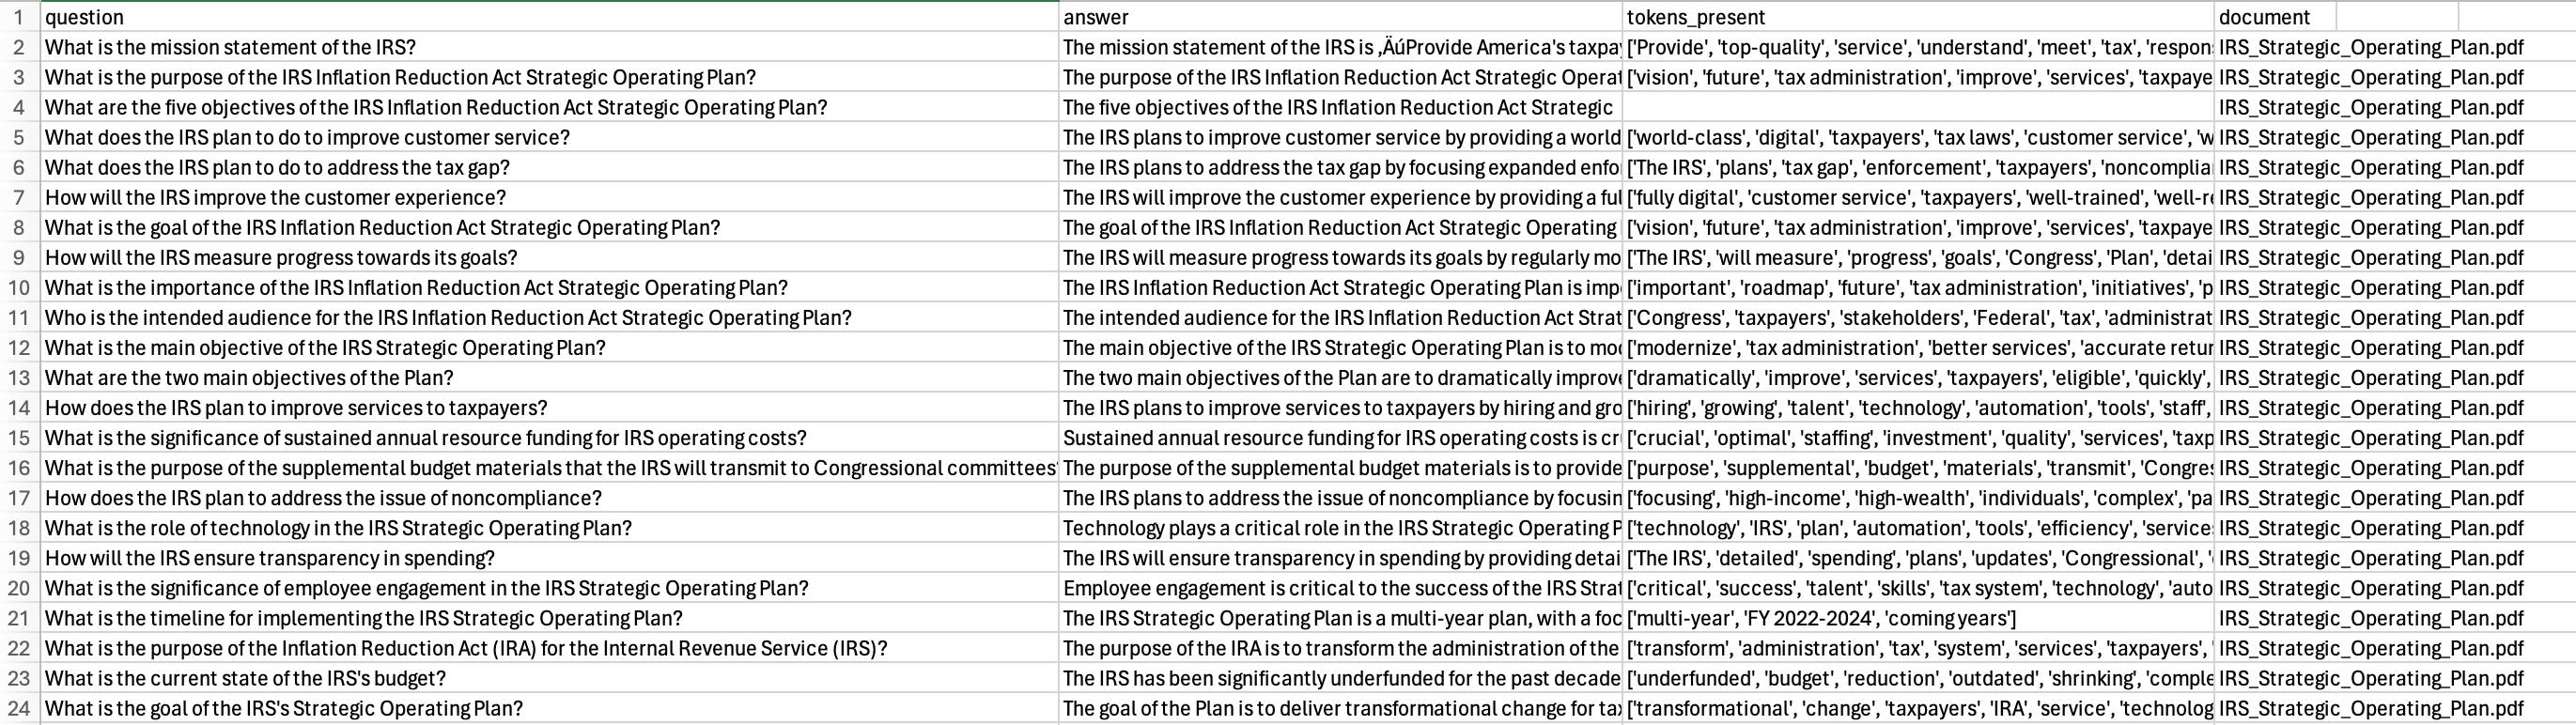 1 question answer tokens_present document
2 What is the mission statement of the IRS? The mission statement of the IRS is ‚ÄúProvide America's taxpay ['Provide', 'top-quality', 'service', 'understand', 'meet', 'tax', 'respons IRS_Strategic_Operating_Plan.pdf
3 What is the purpose of the IRS Inflation Reduction Act Strategic Operating Plan? The purpose of the IRS Inflation Reduction Act Strategic Operat ['vision', 'future', 'tax administration', 'improve', 'services', 'taxpaye IRS_Strategic_Operating_Plan.pdf
4 What are the five objectives of the IRS Inflation Reduction Act Strategic Operating Plan? The five objectives of the IRS Inflation Reduction Act Strategic IRS_Strategic_Operating_Plan.pdf
5 What does the IRS plan to do to improve customer service? The IRS plans to improve customer service by providing a world ['world-class', 'digital', 'taxpayers', 'tax laws', 'customer service', 'w IRS_Strategic_Operating_Plan.pdf
6 What does the IRS plan to do to address the tax gap? The IRS plans to address the tax gap by focusing expanded enfo ['The IRS', 'plans', 'tax gap', 'enforcement', 'taxpayers', 'noncomplia IRS_Strategic_Operating_Plan.pdf
7 How will the IRS improve the customer experience? The IRS will improve the customer experience by providing a ful ['fully digital', 'customer service', 'taxpayers', 'well-trained', 'well-re IRS_Strategic_Operating_Plan.pdf
8 What is the goal of the IRS Inflation Reduction Act Strategic Operating Plan? The goal of the IRS Inflation Reduction Act Strategic Operating ['vision', 'future', 'tax administration', 'improve', 'services', 'taxpaye IRS_Strategic_Operating_Plan.pdf
9 How will the IRS measure progress towards its goals? The IRS will measure progress towards its goals by regularly mo ['The IRS', 'will measure', 'progress', 'goals', 'Congress', 'Plan', 'detai IRS_Strategic_Operating_Plan.pdf
10 What is the importance of the IRS Inflation Reduction Act Strategic Operating Plan? The IRS Inflation Reduction Act Strategic Operating Plan is imp ['important', 'roadmap', 'future', 'tax administration', 'initiatives', 'p IRS_Strategic_Operating_Plan.pdf
11 Who is the intended audience for the IRS Inflation Reduction Act Strategic Operating Plan? The intended audience for the IRS Inflation Reduction Act Strat ['Congress', 'taxpayers', 'stakeholders', 'Federal', 'tax', 'administrat IRS_Strategic_Operating_Plan.pdf
12 What is the main objective of the IRS Strategic Operating Plan? The main objective of the IRS Strategic Operating Plan is to mo ['modernize', 'tax administration', 'better services', 'accurate retur IRS_Strategic_Operating_Plan.pdf
13 What are the two main objectives of the Plan? The two main objectives of the Plan are to dramatically improve ['dramatically', 'improve', 'services', 'taxpayers', 'eligible', 'quickly', IRS_Strategic_Operating_Plan.pdf
14 How does the IRS plan to improve services to taxpayers? The IRS plans to improve services to taxpayers by hiring and gro ['hiring', 'growing', 'talent', 'technology', 'automation', 'tools', 'staff', IRS_Strategic_Operating_Plan.pdf
15 What is the significance of sustained annual resource funding for IRS operating costs? Sustained annual resource funding for IRS operating costs is cr ['crucial', 'optimal', 'staffing', 'investment', 'quality', 'services', 'taxp IRS_Strategic_Operating_Plan.pdf
16 What is the purpose of the supplemental budget materials that the IRS will transmit to Congressional committees The purpose of the supplemental budget materials is to provide ['purpose', 'supplemental', 'budget', 'materials', 'transmit', 'Congres IRS_Strategic_Operating_Plan.pdf
17 How does the IRS plan to address the issue of noncompliance? The IRS plans to address the issue of noncompliance by focusin ['focusing', 'high-income', 'high-wealth', 'individuals', 'complex', 'pa IRS_Strategic_Operating_Plan.pdf
18 What is the role of technology in the IRS Strategic Operating Plan? Technology plays a critical role in the IRS Strategic Operating P ['technology', 'IRS', 'plan', 'automation', 'tools', 'efficiency', 'service IRS_Strategic_Operating_Plan.pdf
19 How will the IRS ensure transparency in spending? The IRS will ensure transparency in spending by providing detai ['The IRS', 'detailed', 'spending', 'plans', 'updates', 'Congressional', ' IRS_Strategic_Operating_Plan.pdf
20 What is the significance of employee engagement in the IRS Strategic Operating Plan? Employee engagement is critical to the success of the IRS Strat ['critical', 'success', 'talent', 'skills', 'tax system', 'technology', 'auto IRS_Strategic_Operating_Plan.pdf
21 What is the timeline for implementing the IRS Strategic Operating Plan? The IRS Strategic Operating Plan is a multi-year plan, with a foc ['multi-year', 'FY 2022-2024', 'coming years'] IRS_Strategic_Operating_Plan.pdf
22 What is the purpose of the Inflation Reduction Act (IRA) for the Internal Revenue Service (IRS)? The purpose of the IRA is to transform the administration of the ['transform', 'administration', 'tax', 'system', 'services', 'taxpayers', IRS_Strategic_Operating_Plan.pdf
23 What is the current state of the IRS's budget? The IRS has been significantly underfunded for the past decade ['underfunded', 'budget', 'reduction', 'outdated', 'shrinking', 'comple IRS_Strategic_Operating_Plan.pdf
24 What is the goal of the IRS's Strategic Operating Plan? The goal of the Plan is to deliver transformational change for tax ['transformational', 'change', 'taxpayers', 'IRA', 'service', 'technolog IRS_Strategic_Operating_Plan.pdf